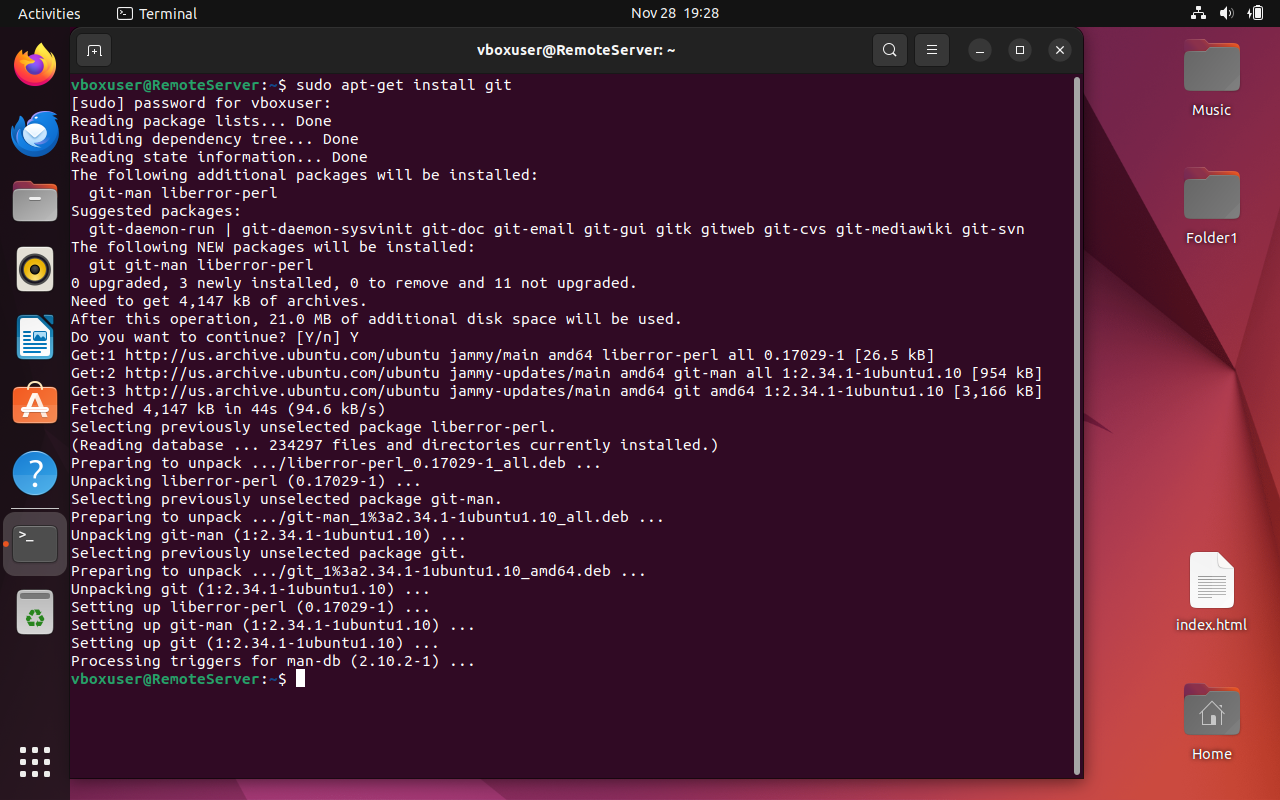 Activities
Terminal
Nov 28 19:28
vboxuser@RemoteServer: ~
vboxuser@RemoteServer:~$ sudo apt-get install git
[sudo] password for vboxuser:
Reading package lists... Done
Building dependency tree... Done
Reading state information... Done
The following additional packages will be installed:
  git-man liberror-perl
Suggested packages:
  git-daemon-run | git-daemon-sysvinit git-doc git-email git-gui gitk gitweb git-cvs git-mediawiki git-svn
The following NEW packages will be installed:
  git git-man liberror-perl
0 upgraded, 3 newly installed, 0 to remove and 11 not upgraded.
Need to get 4,147 kB of archives.
After this operation, 21.0 MB of additional disk space will be used.
Do you want to continue? [Y/n] Y
Get:1 http://us.archive.ubuntu.com/ubuntu jammy/main amd64 liberror-perl all 0.17029-1 [26.5 kB]
Get:2 http://us.archive.ubuntu.com/ubuntu jammy-updates/main amd64 git-man all 1:2.34.1-1ubuntu1.10 [954 kB]
Get:3 http://us.archive.ubuntu.com/ubuntu jammy-updates/main amd64 git amd64 1:2.34.1-1ubuntu1.10 [3,166 kB]
Fetched 4,147 kB in 44s (94.6 kB/s)
Selecting previously unselected package liberror-perl.
(Reading database ... 234297 files and directories currently installed.)
Preparing to unpack .../liberror-perl_0.17029-1_all.deb ...
Unpacking liberror-perl (0.17029-1) ...
Selecting previously unselected package git-man.
Preparing to unpack .../git-man_1%3a2.34.1-1ubuntu1.10_all.deb ...
Unpacking git-man (1:2.34.1-1ubuntu1.10) ...
Selecting previously unselected package git.
Preparing to unpack .../git_1%3a2.34.1-1ubuntu1.10_amd64.deb ...
Unpacking git (1:2.34.1-1ubuntu1.10) ...
Setting up liberror-perl (0.17029-1) ...
Setting up git-man (1:2.34.1-1ubuntu1.10) ...
Setting up git (1:2.34.1-1ubuntu1.10) ...
Processing triggers for man-db (2.10.2-1) ...
vboxuser@RemoteServer:~$
Music
Folder1
index.html
Home